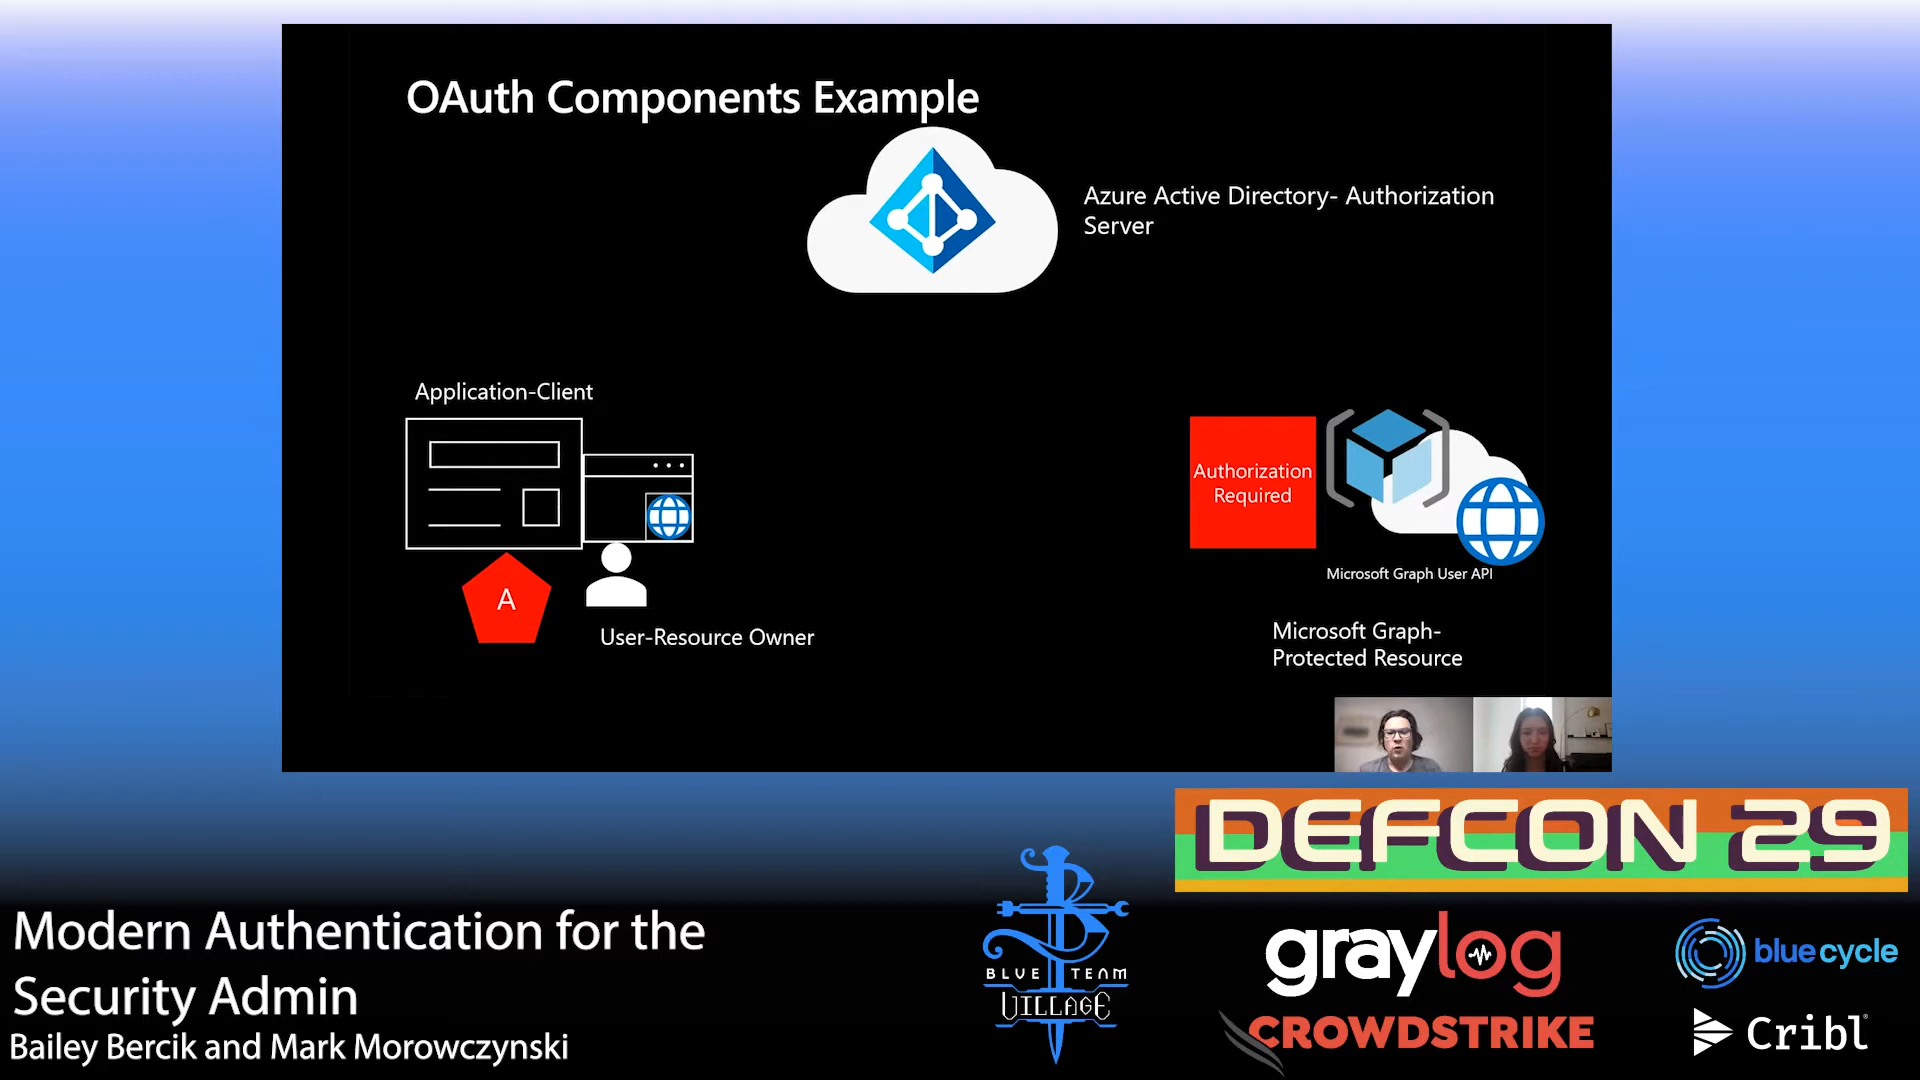 OAuth Components Example
Azure Active Directory- Authorization
Server
Application-Client
A
User-Resource Owner
Authorization
Required
Microsoft Graph User API
Microsoft Graph-
Protected Resource
DEFCON 29
Modern Authentication for the
Security Admin
Bailey Bercik and Mark Morowczynski
BLUE TEAM
VILLAGE
graylog
blue cycle
CROWDSTRIKE
Cribl